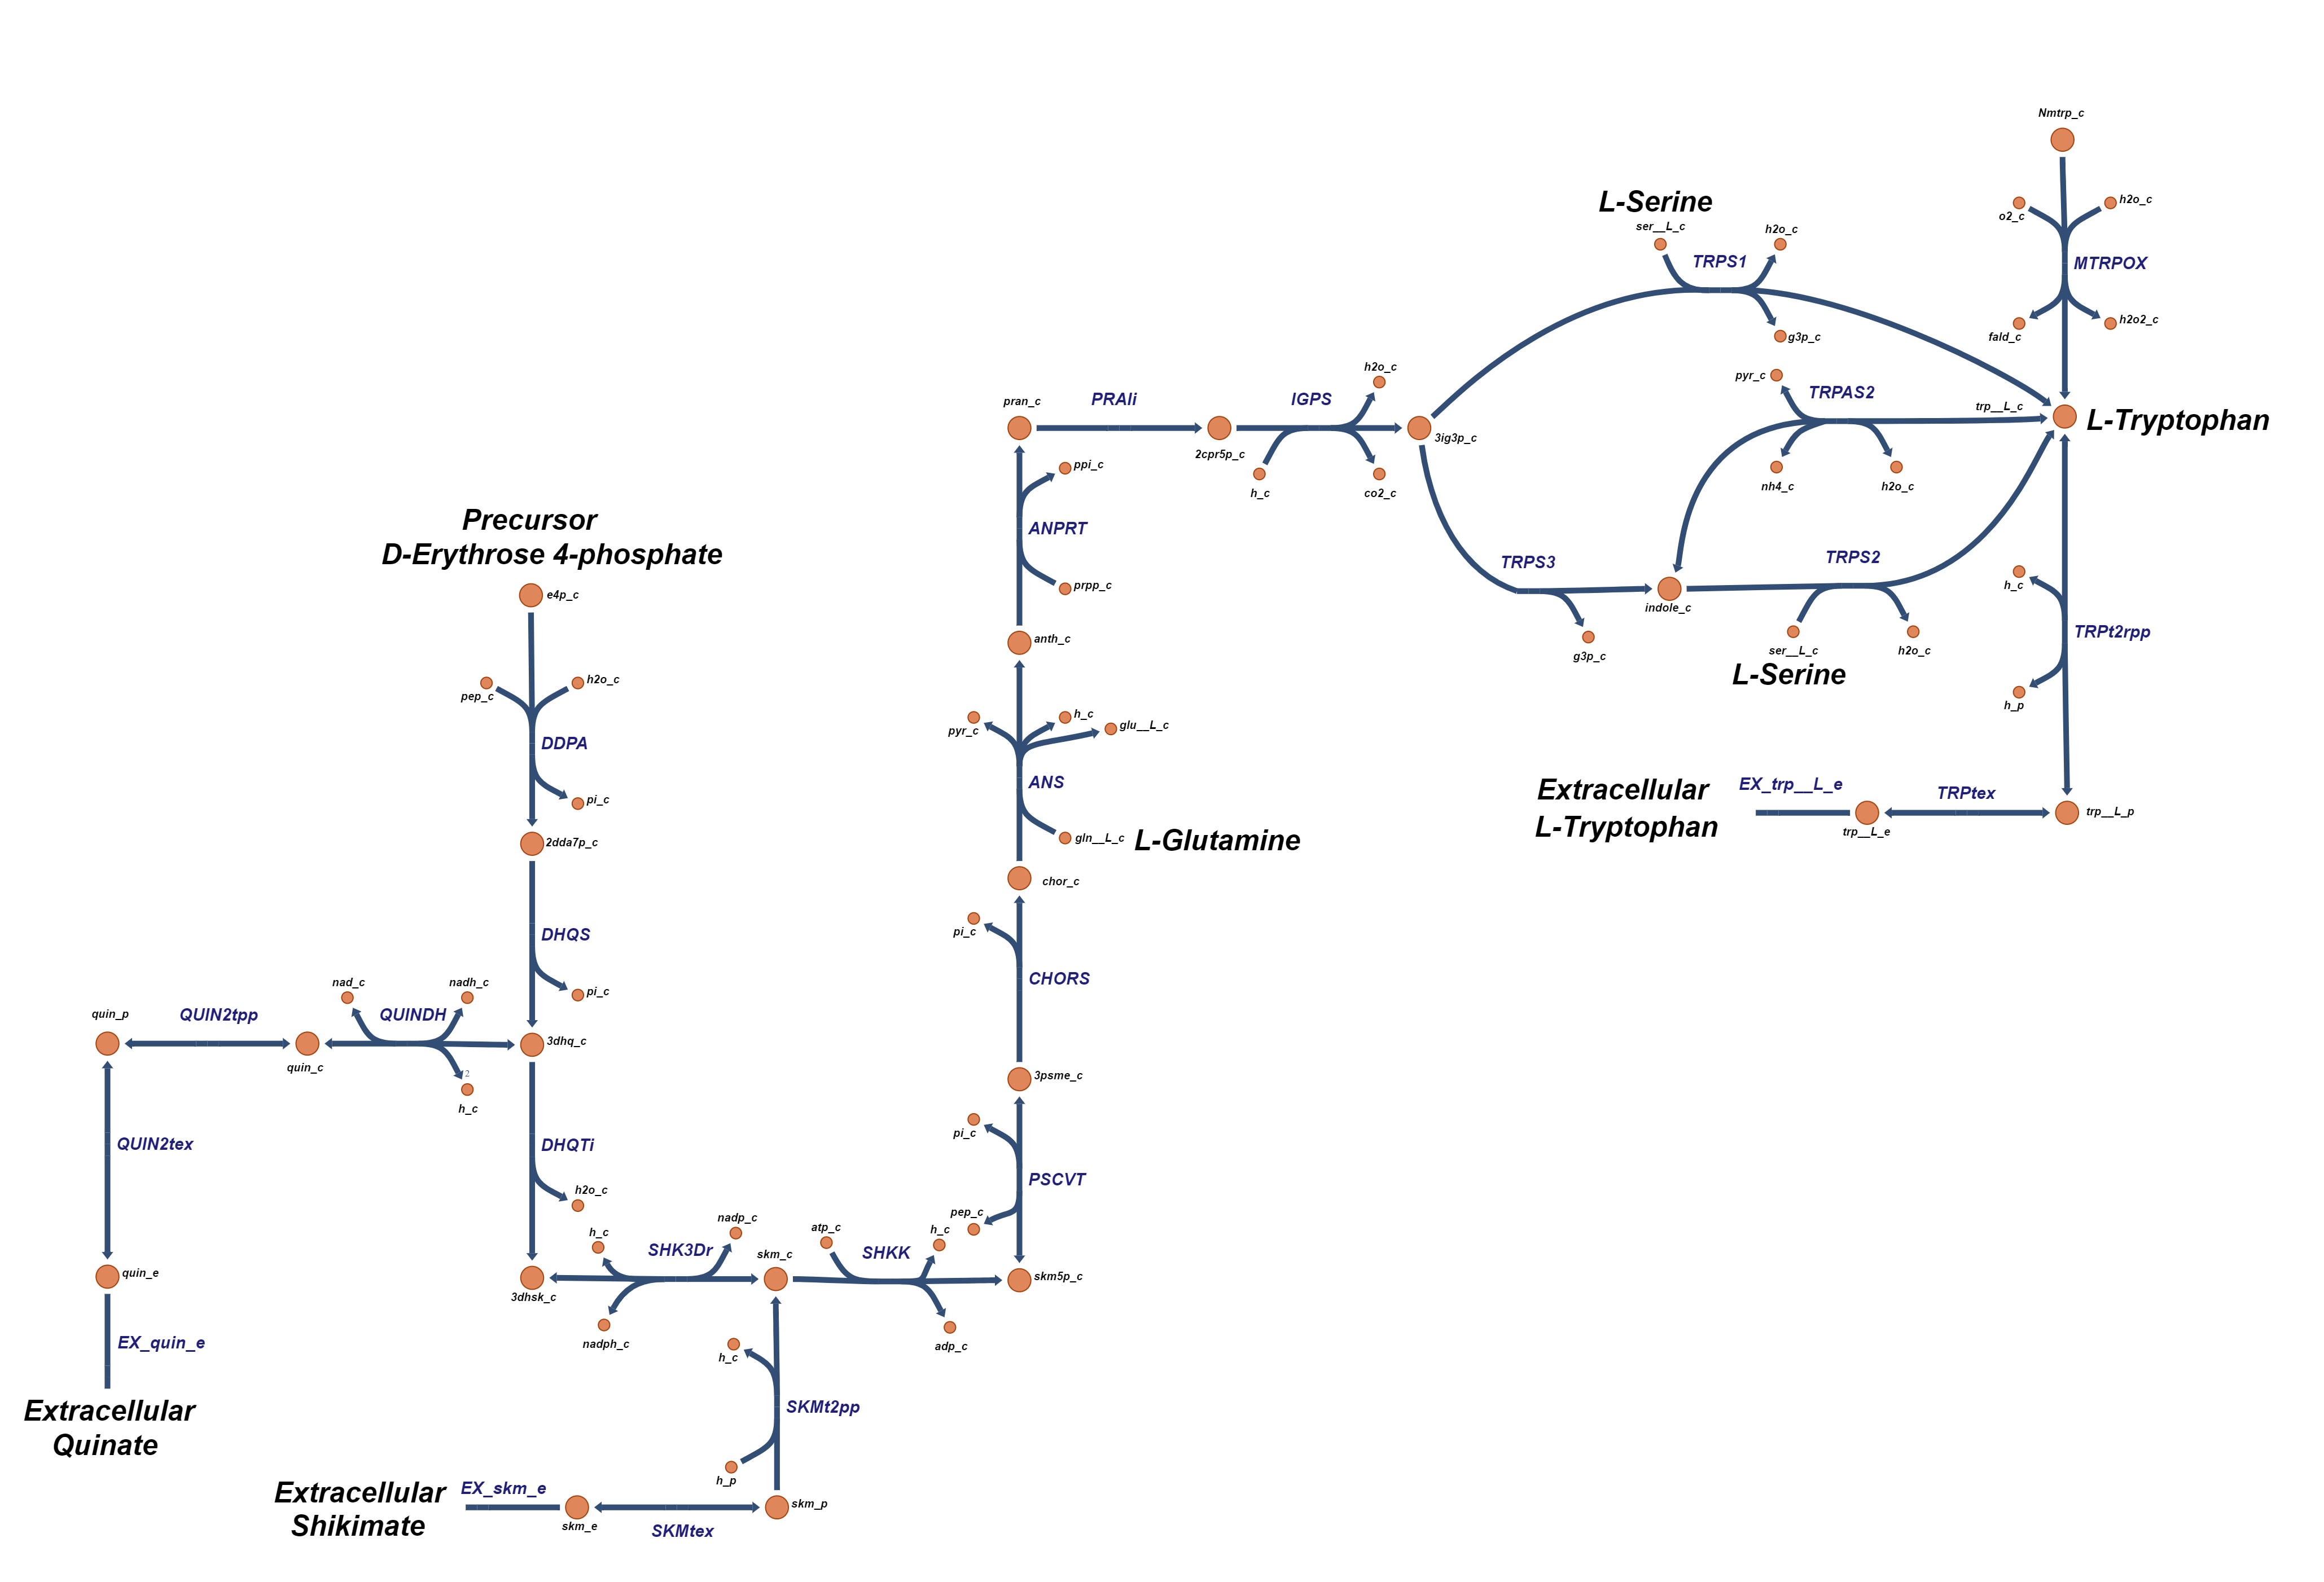 Nmtrp_c
o2_c
h2o_c
MTRPOX
fald_c
h2o2_c
L-Serine
ser__L_c
h2o_c
TRPS1
g3p_c
pyr_c
TRPAS2
trp__L_c
L-Tryptophan
nh4_c
h2o_c
pran_c
PRAIi
IGPS
h2o_c
3ig3p_c
2cpr5p_c
h_c
co2_c
ppi_c
ANPRT
prpp_c
anth_c
TRPS3
TRPS2
indole_c
g3p_c
ser__L_c
h2o_c
L-Serine
h_c
TRPt2rpp
h_p
Extracellular
L-Tryptophan
EX_trp__L_e
TRPtex
trp__L_e
trp__L_p
Precursor
D-Erythrose 4-phosphate
e4p_c
pep_c
h2o_c
DDPA
pi_c
2dda7p_c
pyr_c
h_c
glu__L_c
ANS
gln__L_c
L-Glutamine
chor_c
DHQS
pi_c
pi_c
CHORS
3psme_c
quin_p
QUIN2tpp
nad_c
QUINDH
nadh_c
3dhq_c
quin_c
2
h_c
QUIN2tex
DHQTi
h2o_c
pi_c
PSCVT
pep_c
quin_e
EX_quin_e
Extracellular
Quinate
h_c
SHK3Dr
nadp_c
skm_c
3dhsk_c
nadph_c
atp_c
SHKK
h_c
skm5p_c
adp_c
h_c
SKMt2pp
h_p
Extracellular
Shikimate
EX_skm_e
skm_e
SKMtex
skm_p